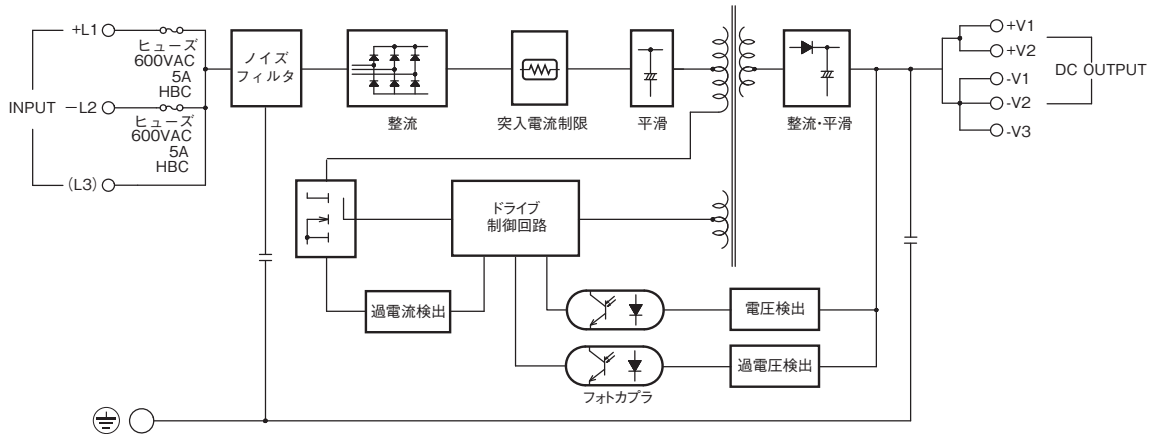 +L1
ヒューズ
600VAC
5A
HBC
INPUT
−L2
ヒューズ
600VAC
5A
HBC
(L3)
ノイズ
フィルタ
整流
突入電流制限
平滑
整流・平滑
+V1
+V2
-V1
-V2
-V3
DC OUTPUT
ドライブ
制御回路
過電流検出
電圧検出
過電圧検出
フォトカプラ